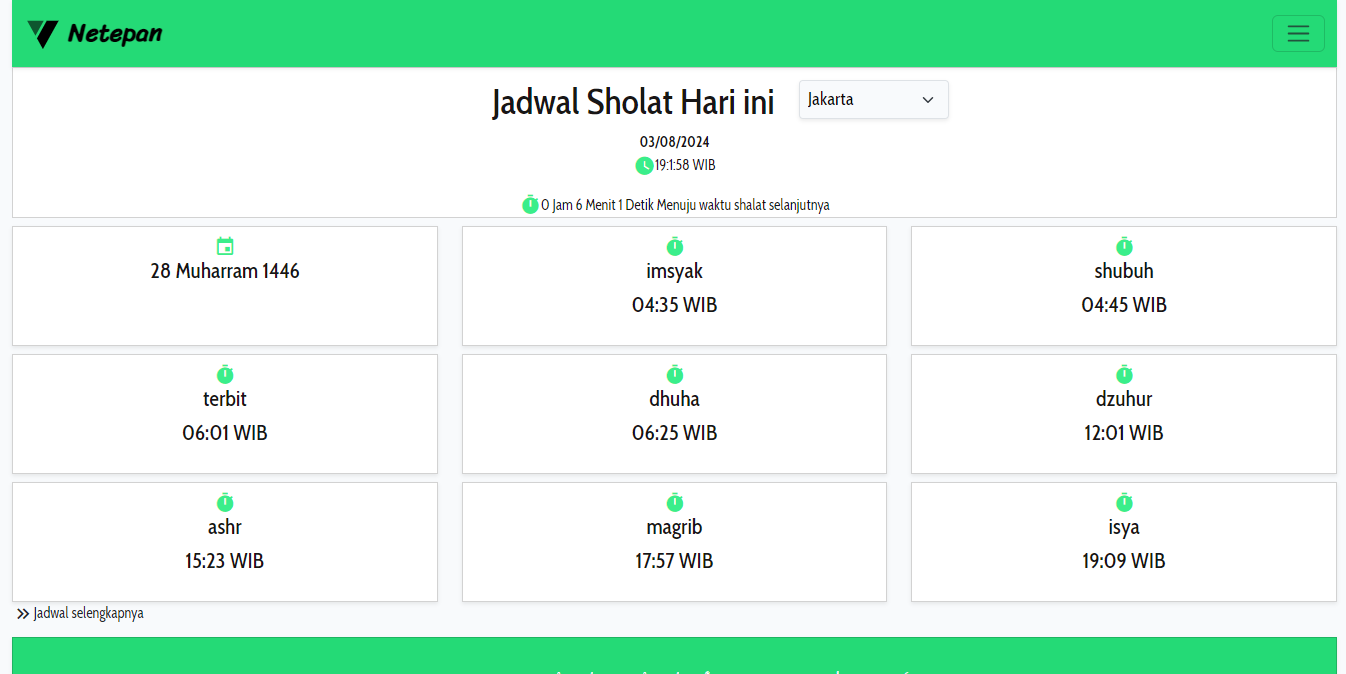 Netepan
Jadwal Sholat Hari ini
Jakarta
03/08/2024
19:1:58 WIB
0 Jam 6 Menit 1 Detik Menuju waktu shalat selanjutnya
28 Muharram 1446
imsyak
04:35 WIB
shubuh
04:45 WIB
terbit
06:01 WIB
dhuha
06:25 WIB
dzuhur
12:01 WIB
ashr
15:23 WIB
magrib
17:57 WIB
isya
19:09 WIB
Jadwal selengkapnya